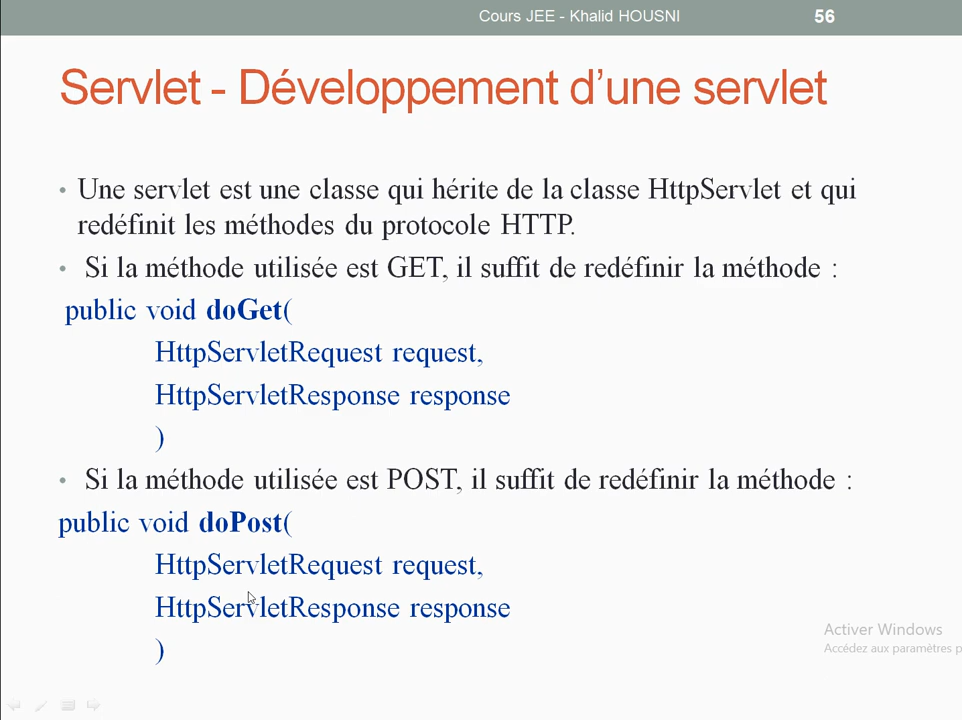 Cours JEE - Khalid HOUSNI
56
Servlet - Développement d’une servlet
• Une servlet est une classe qui hérite de la classe HttpServlet et qui
redéfinit les méthodes du protocole HTTP.
• Si la méthode utilisée est GET, il suffit de redéfinir la méthode :
public void doGet(
HttpServletRequest request,
HttpServletResponse response
)
• Si la méthode utilisée est POST, il suffit de redéfinir la méthode :
public void doPost(
HttpServletRequest request,
HttpServletResponse response
)
Activer Windows
Accédez aux paramètres p